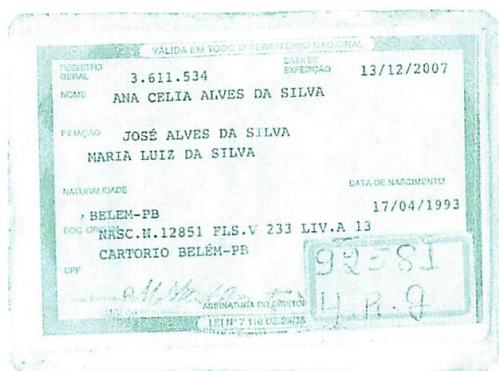 VÁLIDA EM TODO O TERRITÓRIO NACIONAL
REGISTRO GERAL 3.611.534 DATA DE EXPEDIÇÃO 13/12/2007
NOME ANA CELIA ALVES DA SILVA
FILIAÇÃO JOSÉ ALVES DA SILVA
MARIA LUIZ DA SILVA
NATURALIDADE DATA DE NASCIMENTO
BELEM-PB 17/04/1993
DOC ORIGEM NASC.N.12851 FLS.V 233 LIV.A 13
CARTORIO BELÉM-PB
CPF
ASSINATURA DO DIRETOR